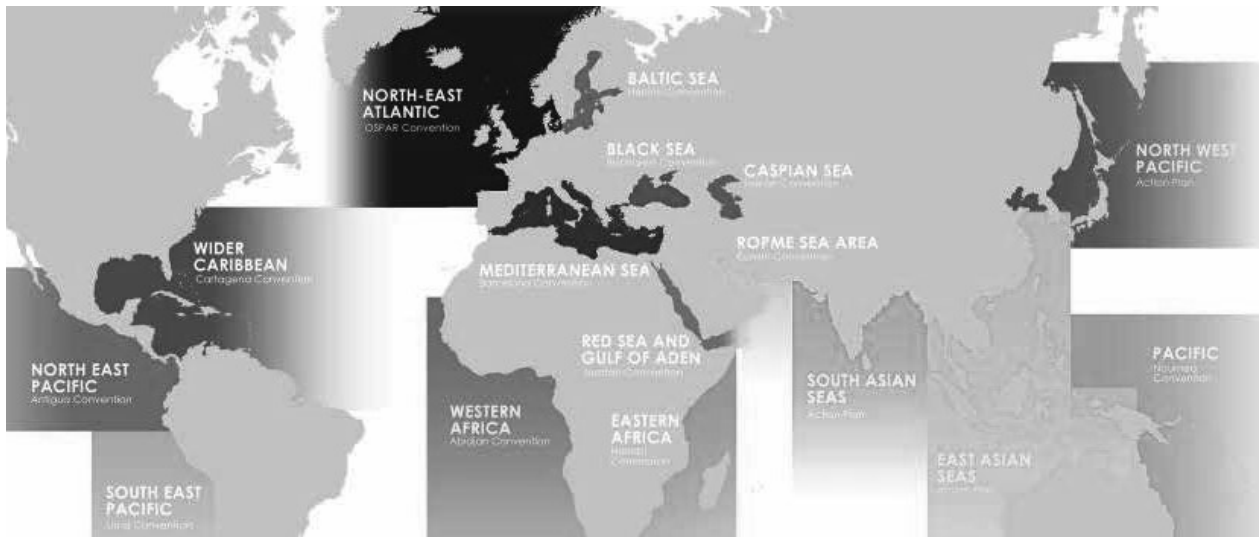 NORTH-EAST
ATLANTIC
OSPAR Convention
BALTIC SEA
Helsinki Convention
BLACK SEA
Bucharest Convention
CASPIAN SEA
Convention
NORTH WEST
PACIFIC
Action Plan
WIDER
CARIBBEAN
Cartagena Convention
MEDITERRANEAN SEA
Barcelona Convention
ROPME SEA AREA
Kuwait Convention
NORTH EAST
PACIFIC
Antigua Convention
RED SEA AND
GULF OF ADEN
Convention
SOUTH ASIAN
SEAS
Action Plan
PACIFIC
Noumea
Convention
WESTERN
AFRICA
Abidjan Convention
EASTERN
AFRICA
Nairobi
Convention
SOUTH EAST
PACIFIC
Lima Convention
EAST ASIAN
SEAS